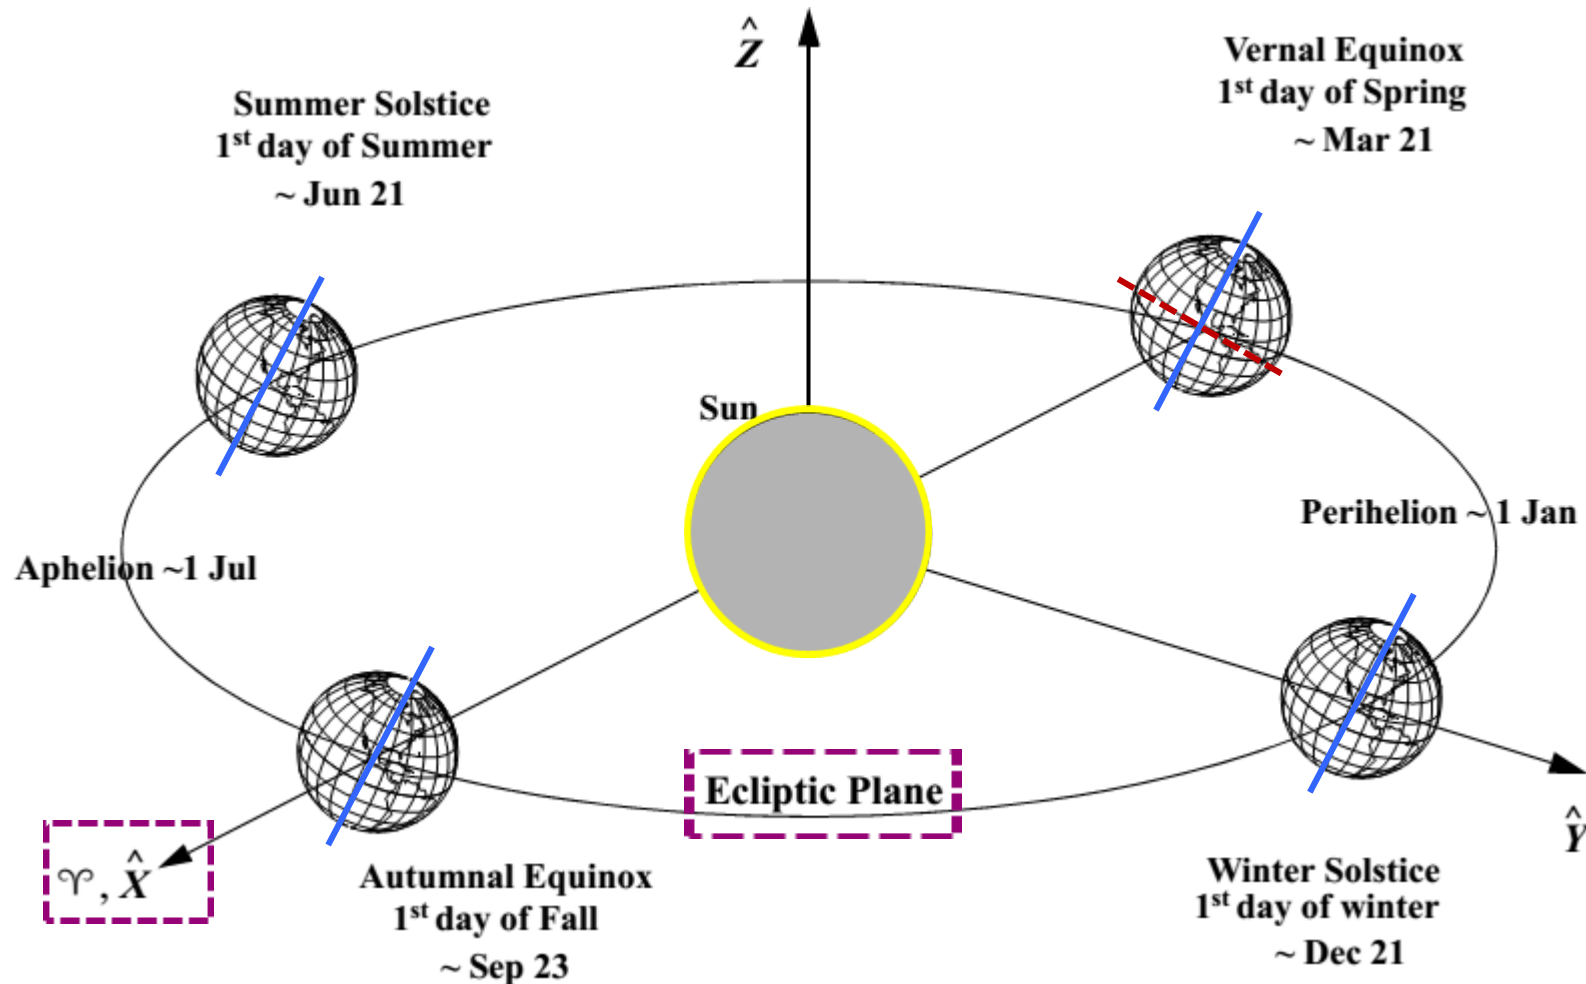 Ẑ
Vernal Equinox
1st day of Spring
~ Mar 21
Summer Solstice
1st day of Summer
~ Jun 21
Sun
Perihelion ~ 1 Jan
Aphelion ~1 Jul
Ecliptic Plane
Ŷ
♈, X̂
Autumnal Equinox
1st day of Fall
~ Sep 23
Winter Solstice
1st day of winter
~ Dec 21